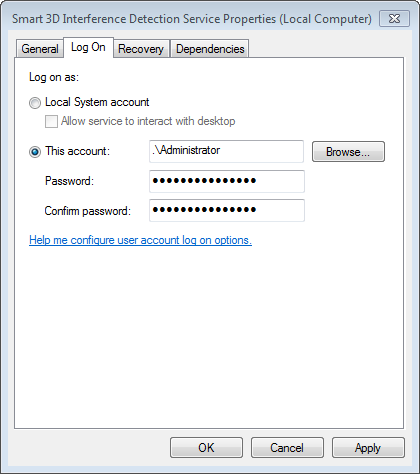 Smart 3D Interference Detection Service Properties (Local Computer)
General Log On Recovery Dependencies
Log on as:
Local System account
Allow service to interact with desktop
This account: .\Administrator Browse...
Password: •••••••••••••••
Confirm password: •••••••••••••••
Help me configure user account log on options.
OK Cancel Apply